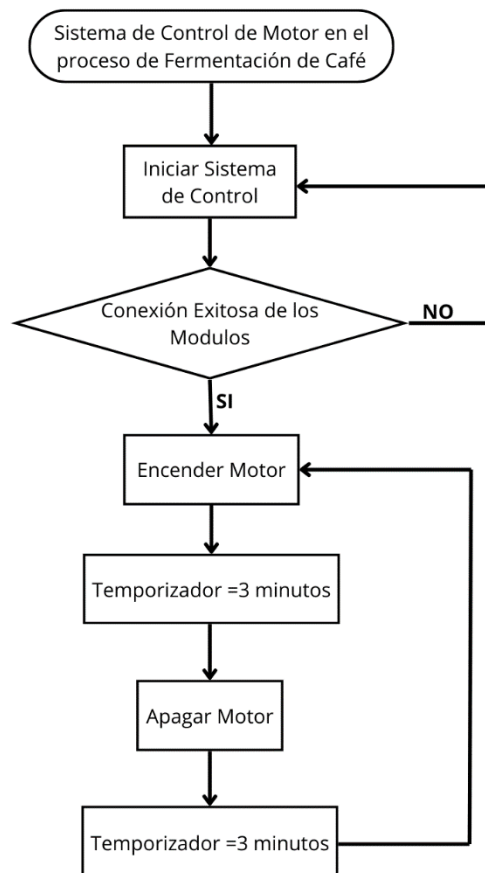 Sistema de Control de Motor en el
proceso de Fermentación de Café
Iniciar Sistema
de Control
Conexión Exitosa de los
Modulos
NO
SI
Encender Motor
Temporizador =3 minutos
Apagar Motor
Temporizador =3 minutos